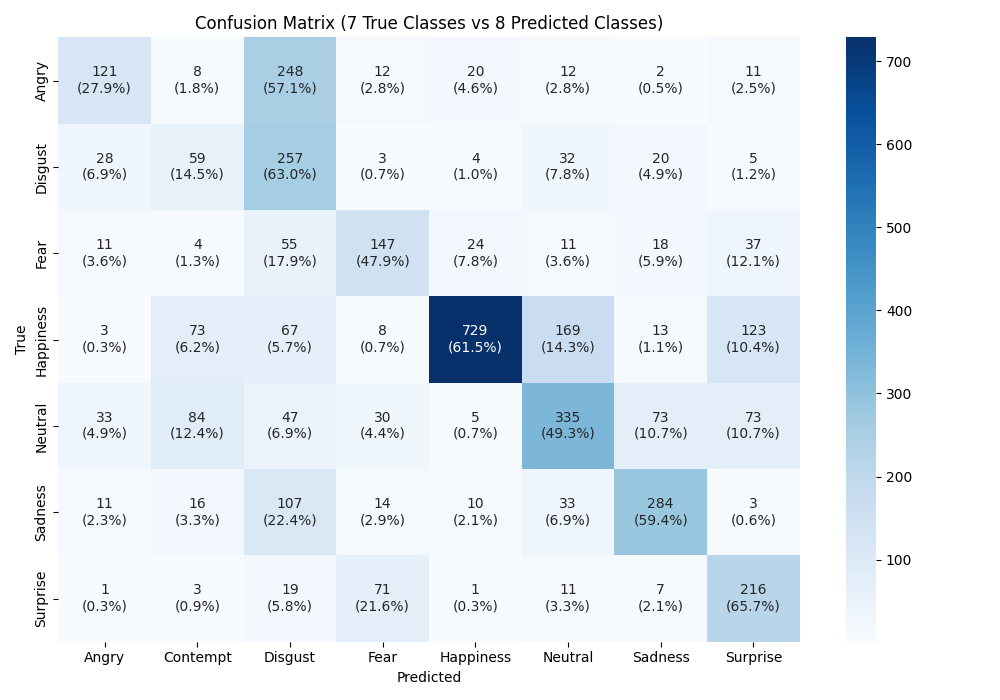 Confusion Matrix (7 True Classes vs 8 Predicted Classes)
True
Angry
121 8 248 12 20 12 2 11
(27.9%) (1.8%) (57.1%) (2.8%) (4.6%) (2.8%) (0.5%) (2.5%)
Disgust
28 59 257 3 4 32 20 5
(6.9%) (14.5%) (63.0%) (0.7%) (1.0%) (7.8%) (4.9%) (1.2%)
Fear
11 4 55 147 24 11 18 37
(3.6%) (1.3%) (17.9%) (47.9%) (7.8%) (3.6%) (5.9%) (12.1%)
Happiness
3 73 67 8 729 169 13 123
(0.3%) (6.2%) (5.7%) (0.7%) (61.5%) (14.3%) (1.1%) (10.4%)
Neutral
33 84 47 30 5 335 73 73
(4.9%) (12.4%) (6.9%) (4.4%) (0.7%) (49.3%) (10.7%) (10.7%)
Sadness
11 16 107 14 10 33 284 3
(2.3%) (3.3%) (22.4%) (2.9%) (2.1%) (6.9%) (59.4%) (0.6%)
Surprise
1 3 19 71 1 11 7 216
(0.3%) (0.9%) (5.8%) (21.6%) (0.3%) (3.3%) (2.1%) (65.7%)
Angry Contempt Disgust Fear Happiness Neutral Sadness Surprise
Predicted
700
600
500
400
300
200
100